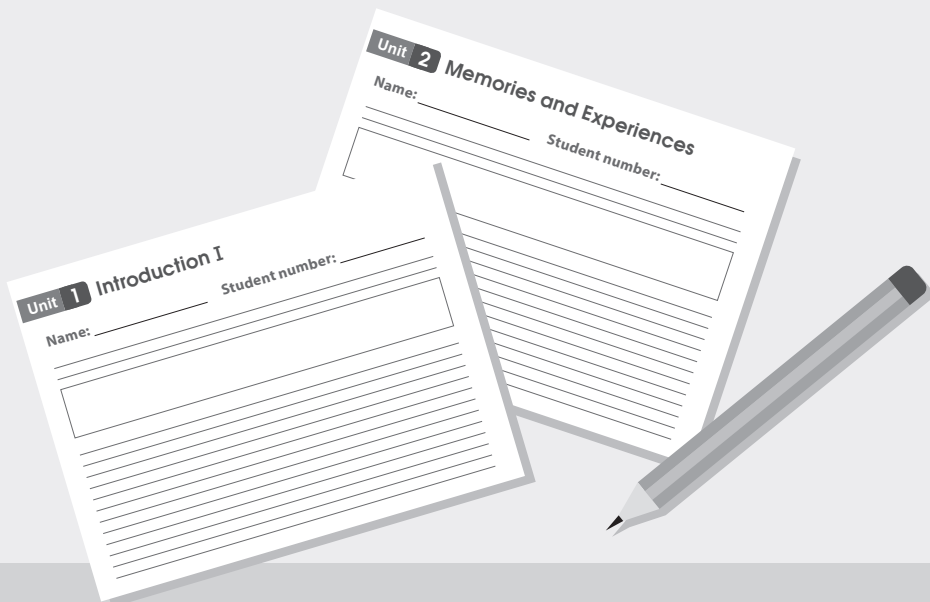 Unit 2 Memories and Experiences
Name: Student number:
Unit 1 Introduction I
Name: Student number: